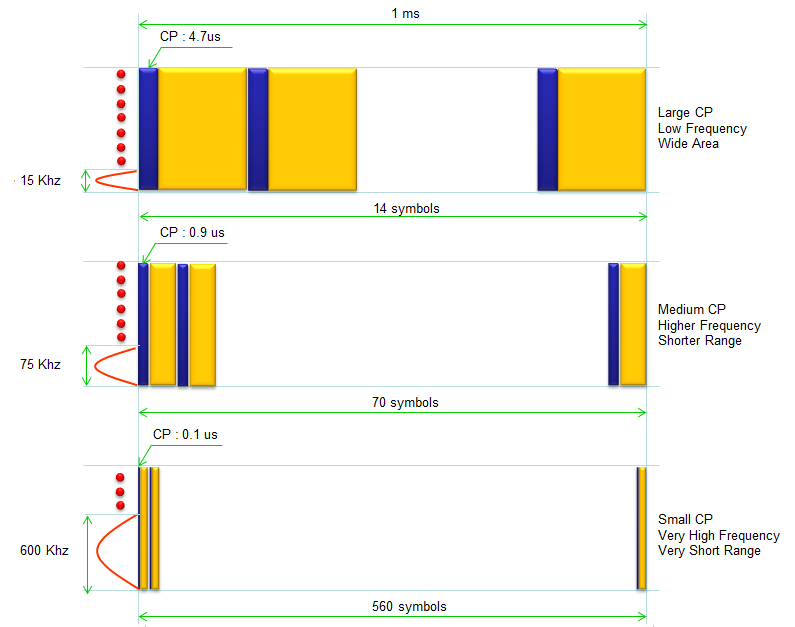 1 ms
CP : 4.7us
Large CP
Low Frequency
Wide Area
15 Khz
14 symbols
CP : 0.9 us
Medium CP
Higher Frequency
Shorter Range
75 Khz
70 symbols
CP : 0.1 us
Small CP
Very High Frequency
Very Short Range
600 Khz
560 symbols